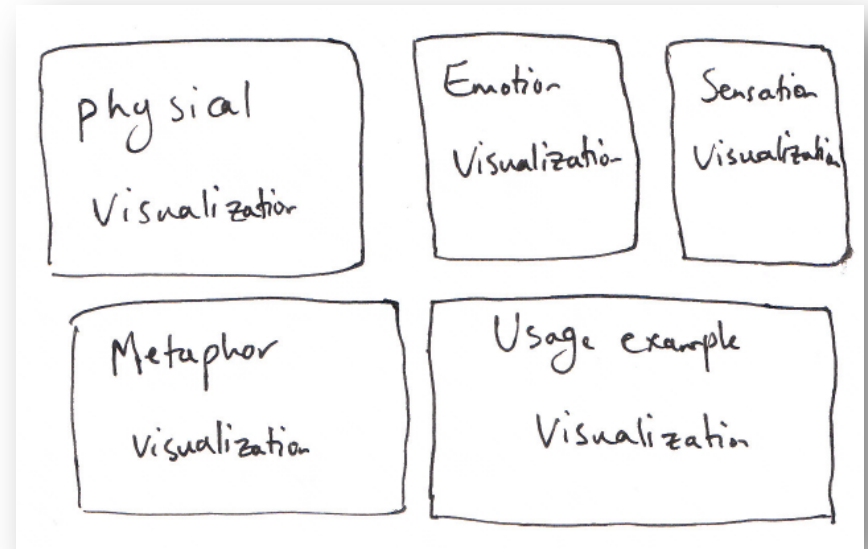 physical
Visualization
Emotion
Visualization
Sensation
Visualization
Metaphor
Visualization
Usage example
Visualization